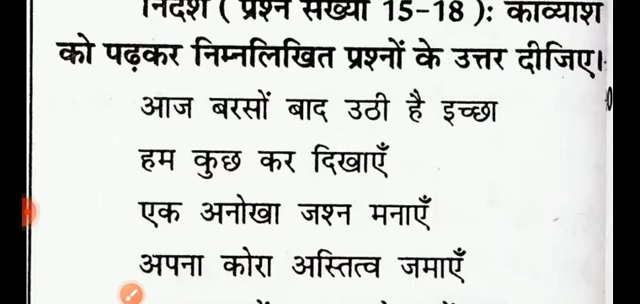 निर्देश ( प्रश्न संख्या 15-18 ): काव्यांश
को पढ़कर निम्नलिखित प्रश्नों के उत्तर दीजिए।
आज बरसों बाद उठी है इच्छा
हम कुछ कर दिखाएँ
एक अनोखा जश्न मनाएँ
अपना कोरा अस्तित्व जमाएँ